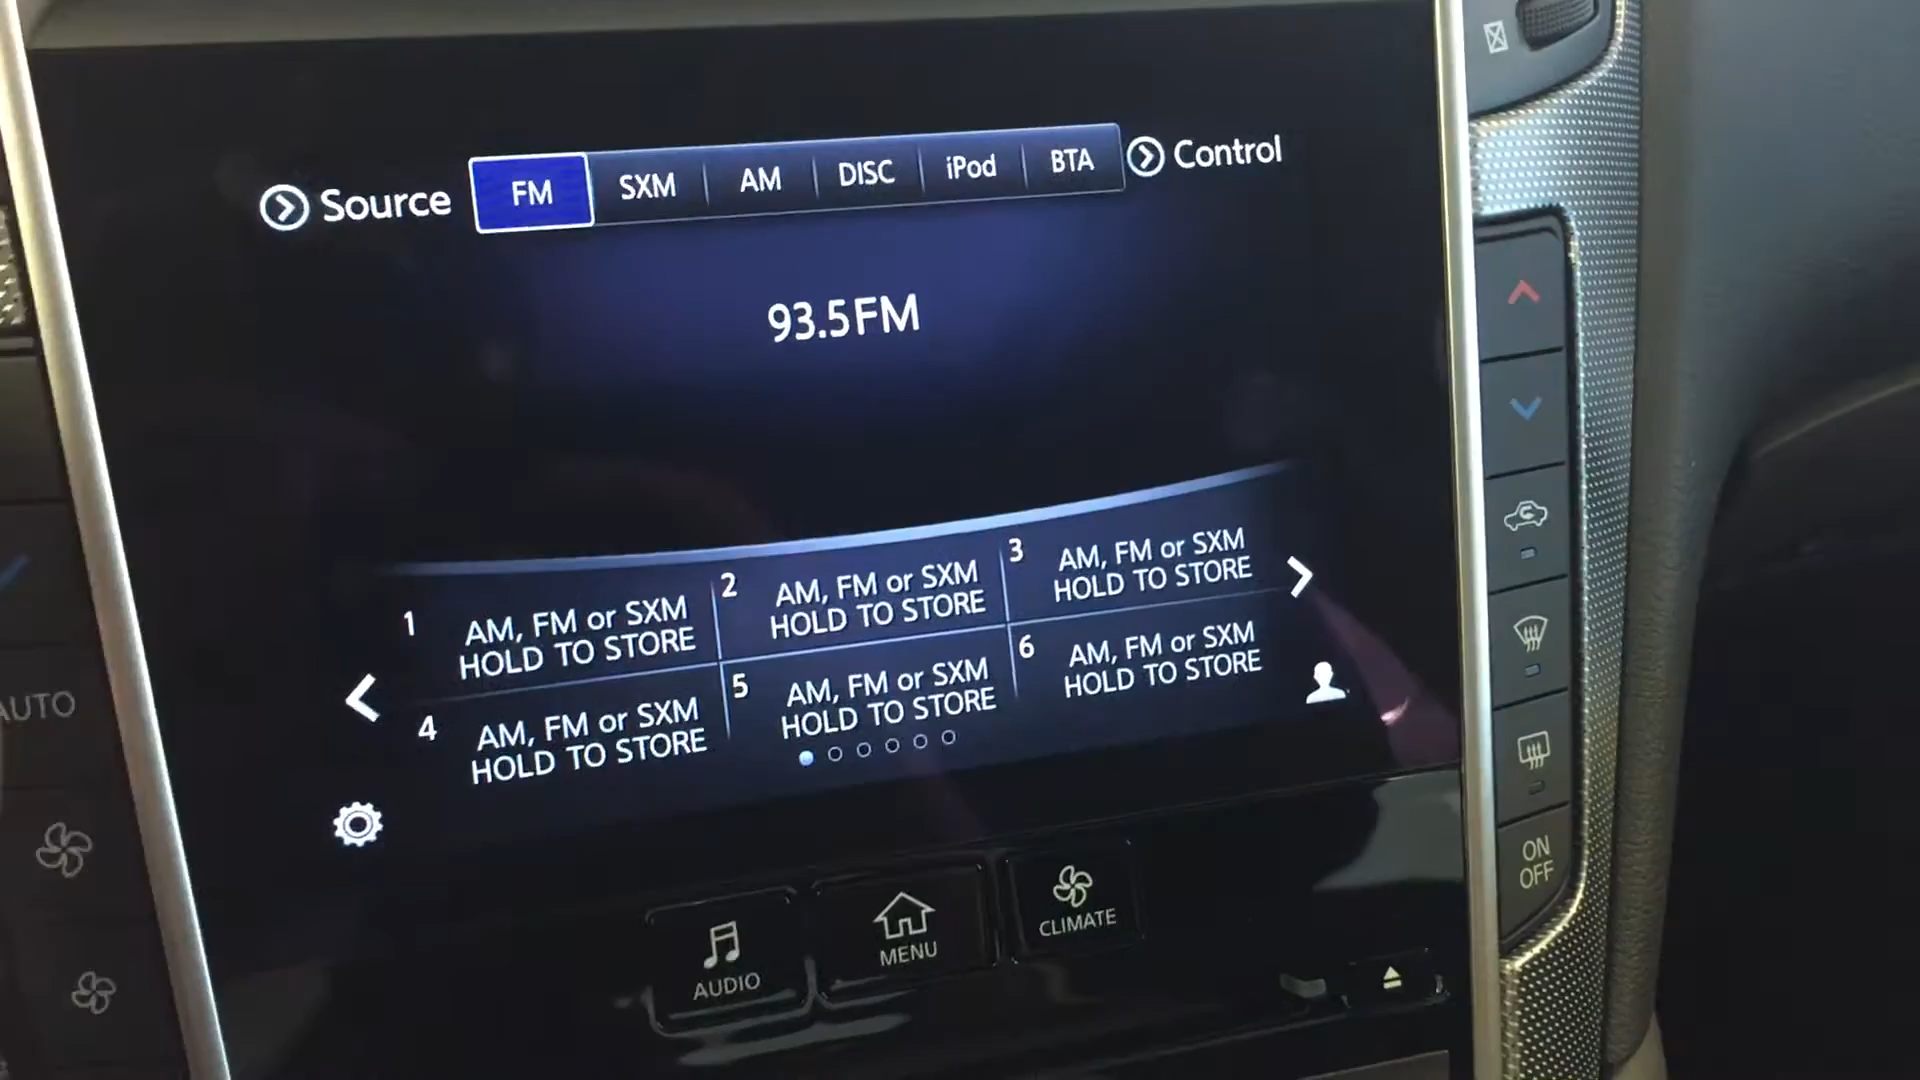 Source
FM
SXM
AM
DISC
iPod
BTA
Control
93.5FM
1
AM, FM or SXM
HOLD TO STORE
2
AM, FM or SXM
HOLD TO STORE
3
AM, FM or SXM
HOLD TO STORE
4
AM, FM or SXM
HOLD TO STORE
5
AM, FM or SXM
HOLD TO STORE
6
AM, FM or SXM
HOLD TO STORE
AUTO
AUDIO
MENU
CLIMATE
ON
OFF